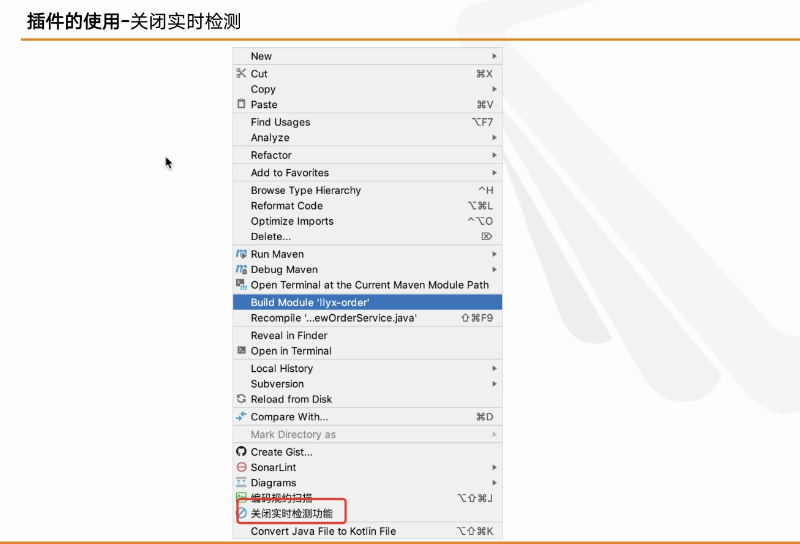 插件的使用-关闭实时检测
New
Cut ⌘X
Copy
Paste ⌘V
Find Usages ⌥F7
Analyze
Refactor
Add to Favorites
Browse Type Hierarchy ^H
Reformat Code ⌥⌘L
Optimize Imports ^⌥O
Delete... ⌦
Run Maven
Debug Maven
Open Terminal at the Current Maven Module Path
Build Module 'llyx-order'
Recompile '...ewOrderService.java' ⇧⌘F9
Reveal in Finder
Open in Terminal
Local History
Subversion
Reload from Disk
Compare With... ⌘D
Mark Directory as
Create Gist...
SonarLint
Diagrams
编码规约扫描 ⌥⇧⌘J
关闭实时检测功能
Convert Java File to Kotlin File ⌥⇧⌘K